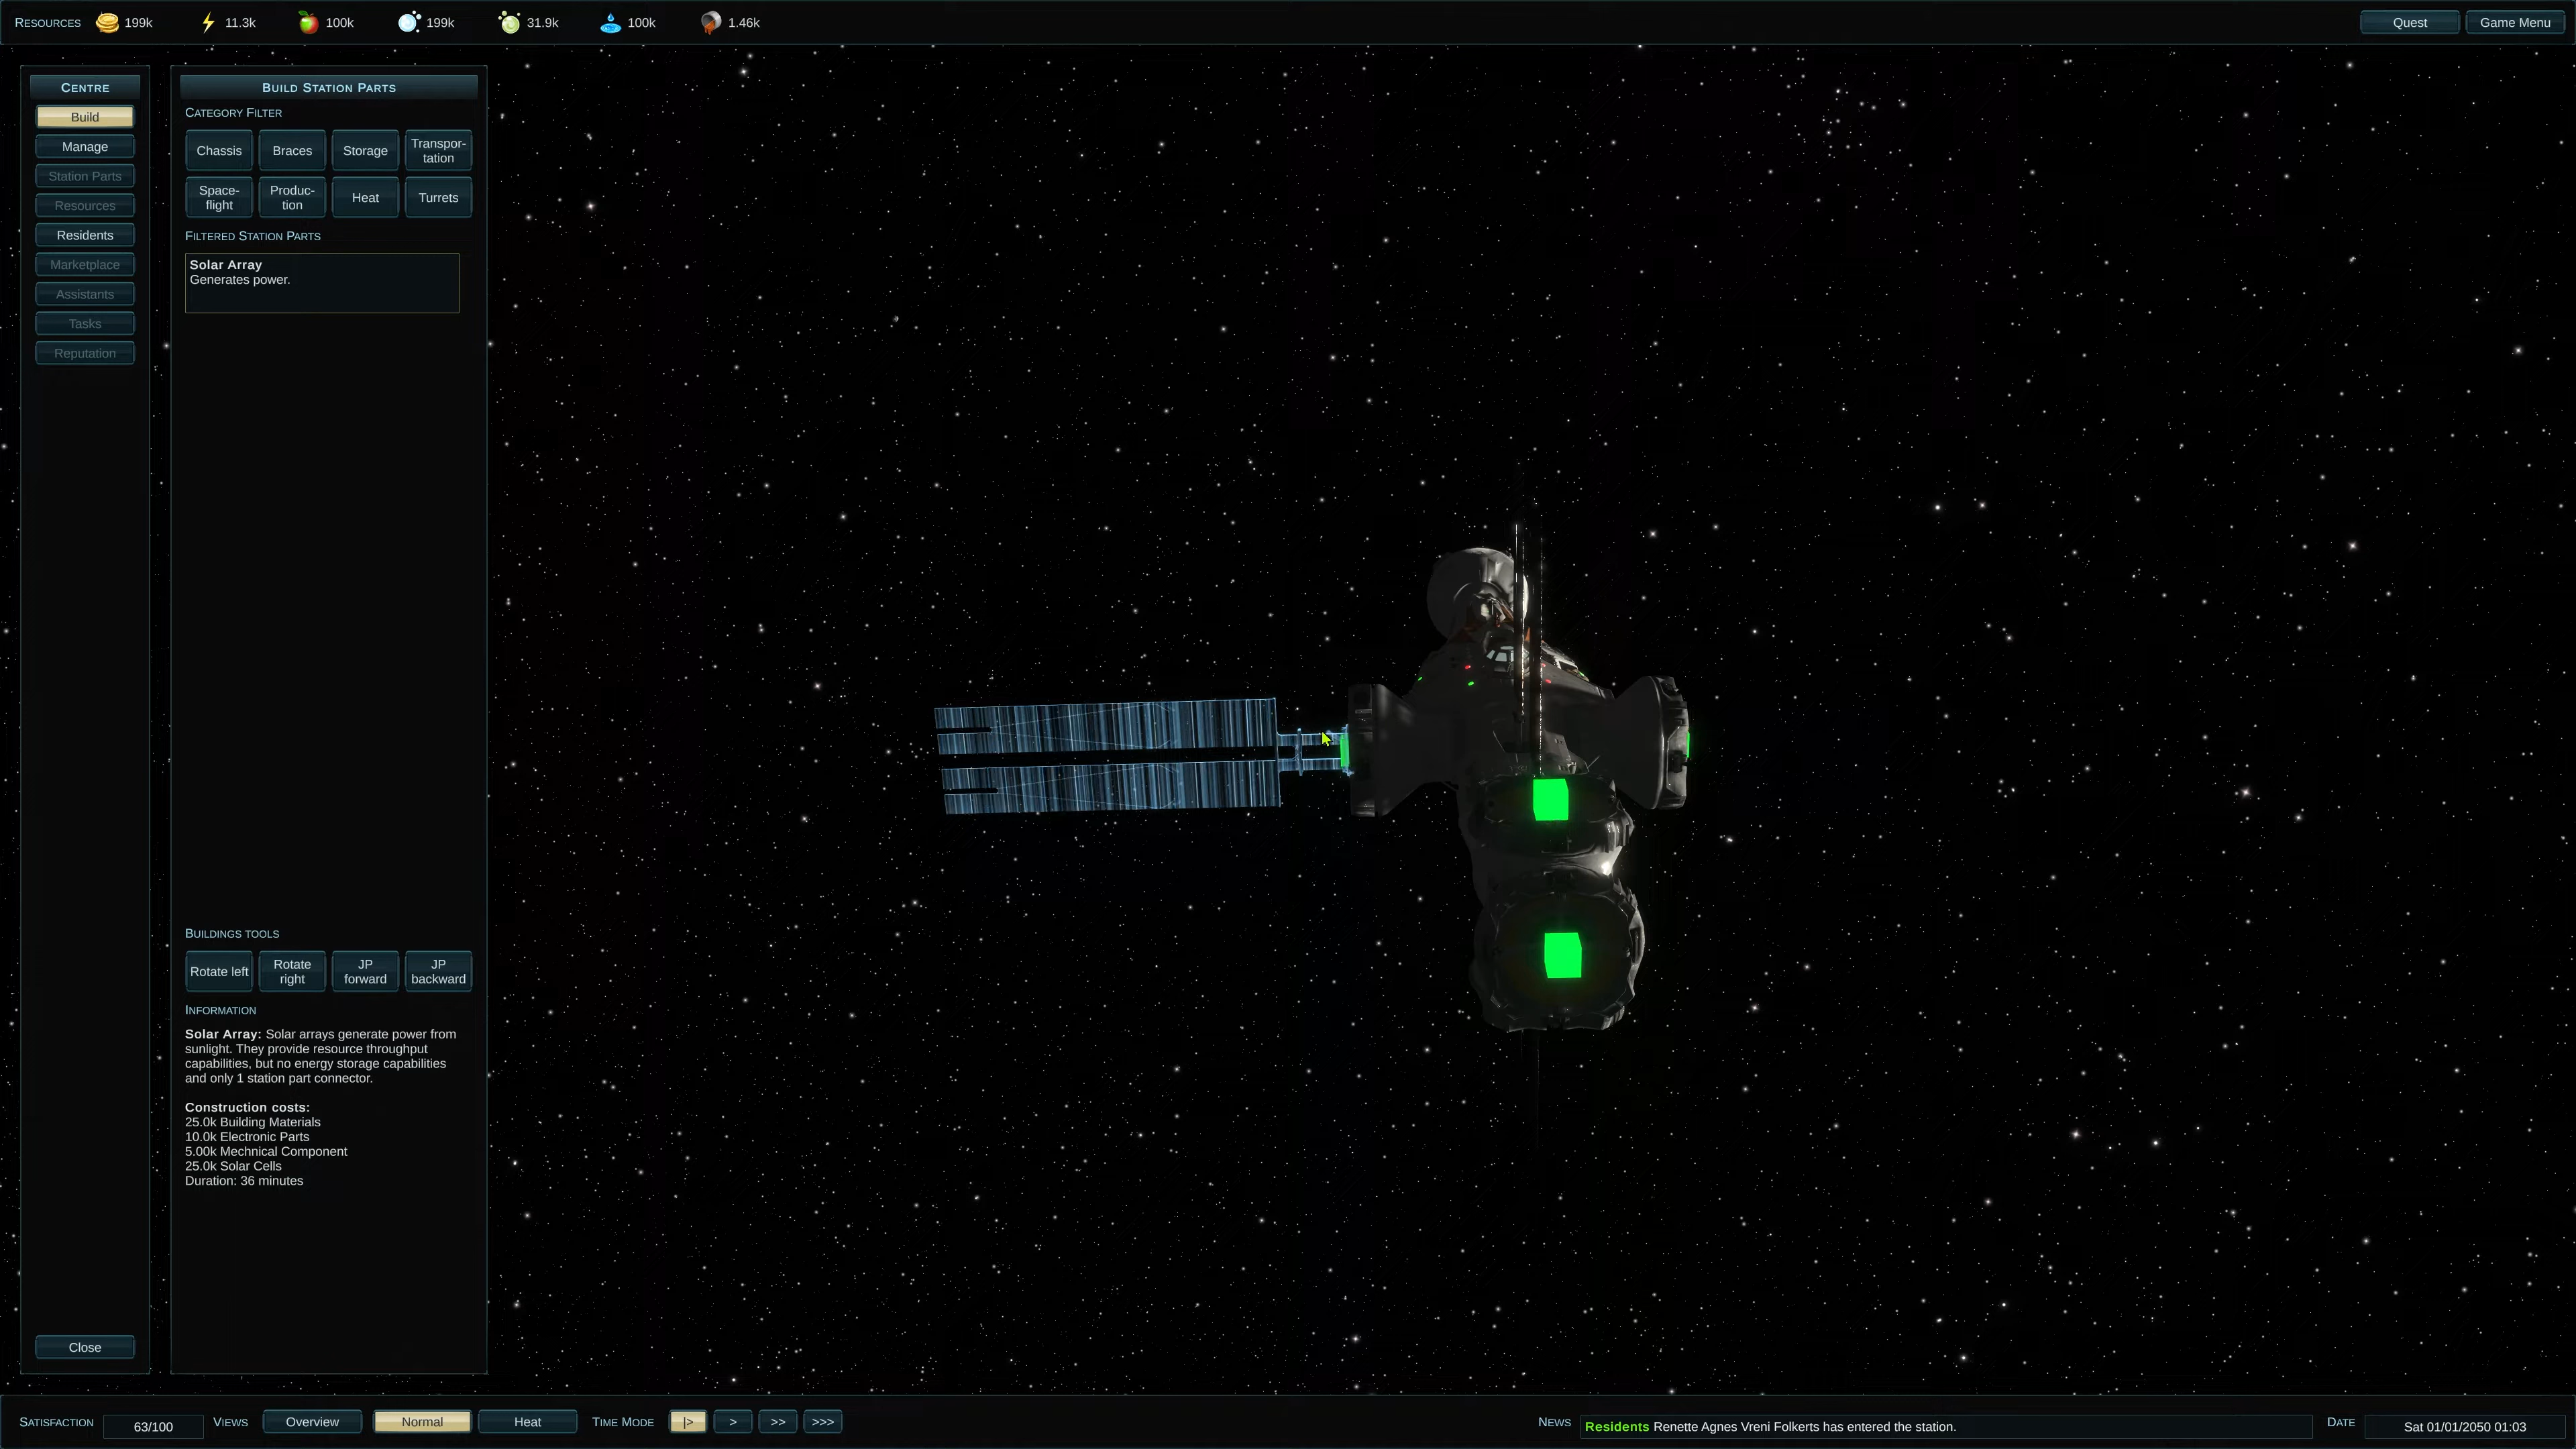 RESOURCES 199k 11.3k 100k 199k 31.9k 100k 1.46k Quest Game Menu
CENTRE
Build
Manage
Station Parts
Resources
Residents
Marketplace
Assistants
Tasks
Reputation
Close
BUILD STATION PARTS
CATEGORY FILTER
Chassis Braces Storage Transpor-
tation
Space-
flight
Produc-
tion
Heat Turrets
FILTERED STATION PARTS
Solar Array
Generates power.
BUILDINGS TOOLS
Rotate left
Rotate
right
JP
forward
JP
backward
INFORMATION
Solar Array: Solar arrays generate power from
sunlight. They provide resource throughput
capabilities, but no energy storage capabilities
and only 1 station part connector.
Construction costs:
25.0k Building Materials
10.0k Electronic Parts
5.00k Mechnical Component
25.0k Solar Cells
Duration: 36 minutes
SATISFACTION 63/100 VIEWS Overview Normal Heat TIME MODE |> > >> >>> NEWS Residents Renette Agnes Vreni Folkerts has entered the station. DATE Sat 01/01/2050 01:03